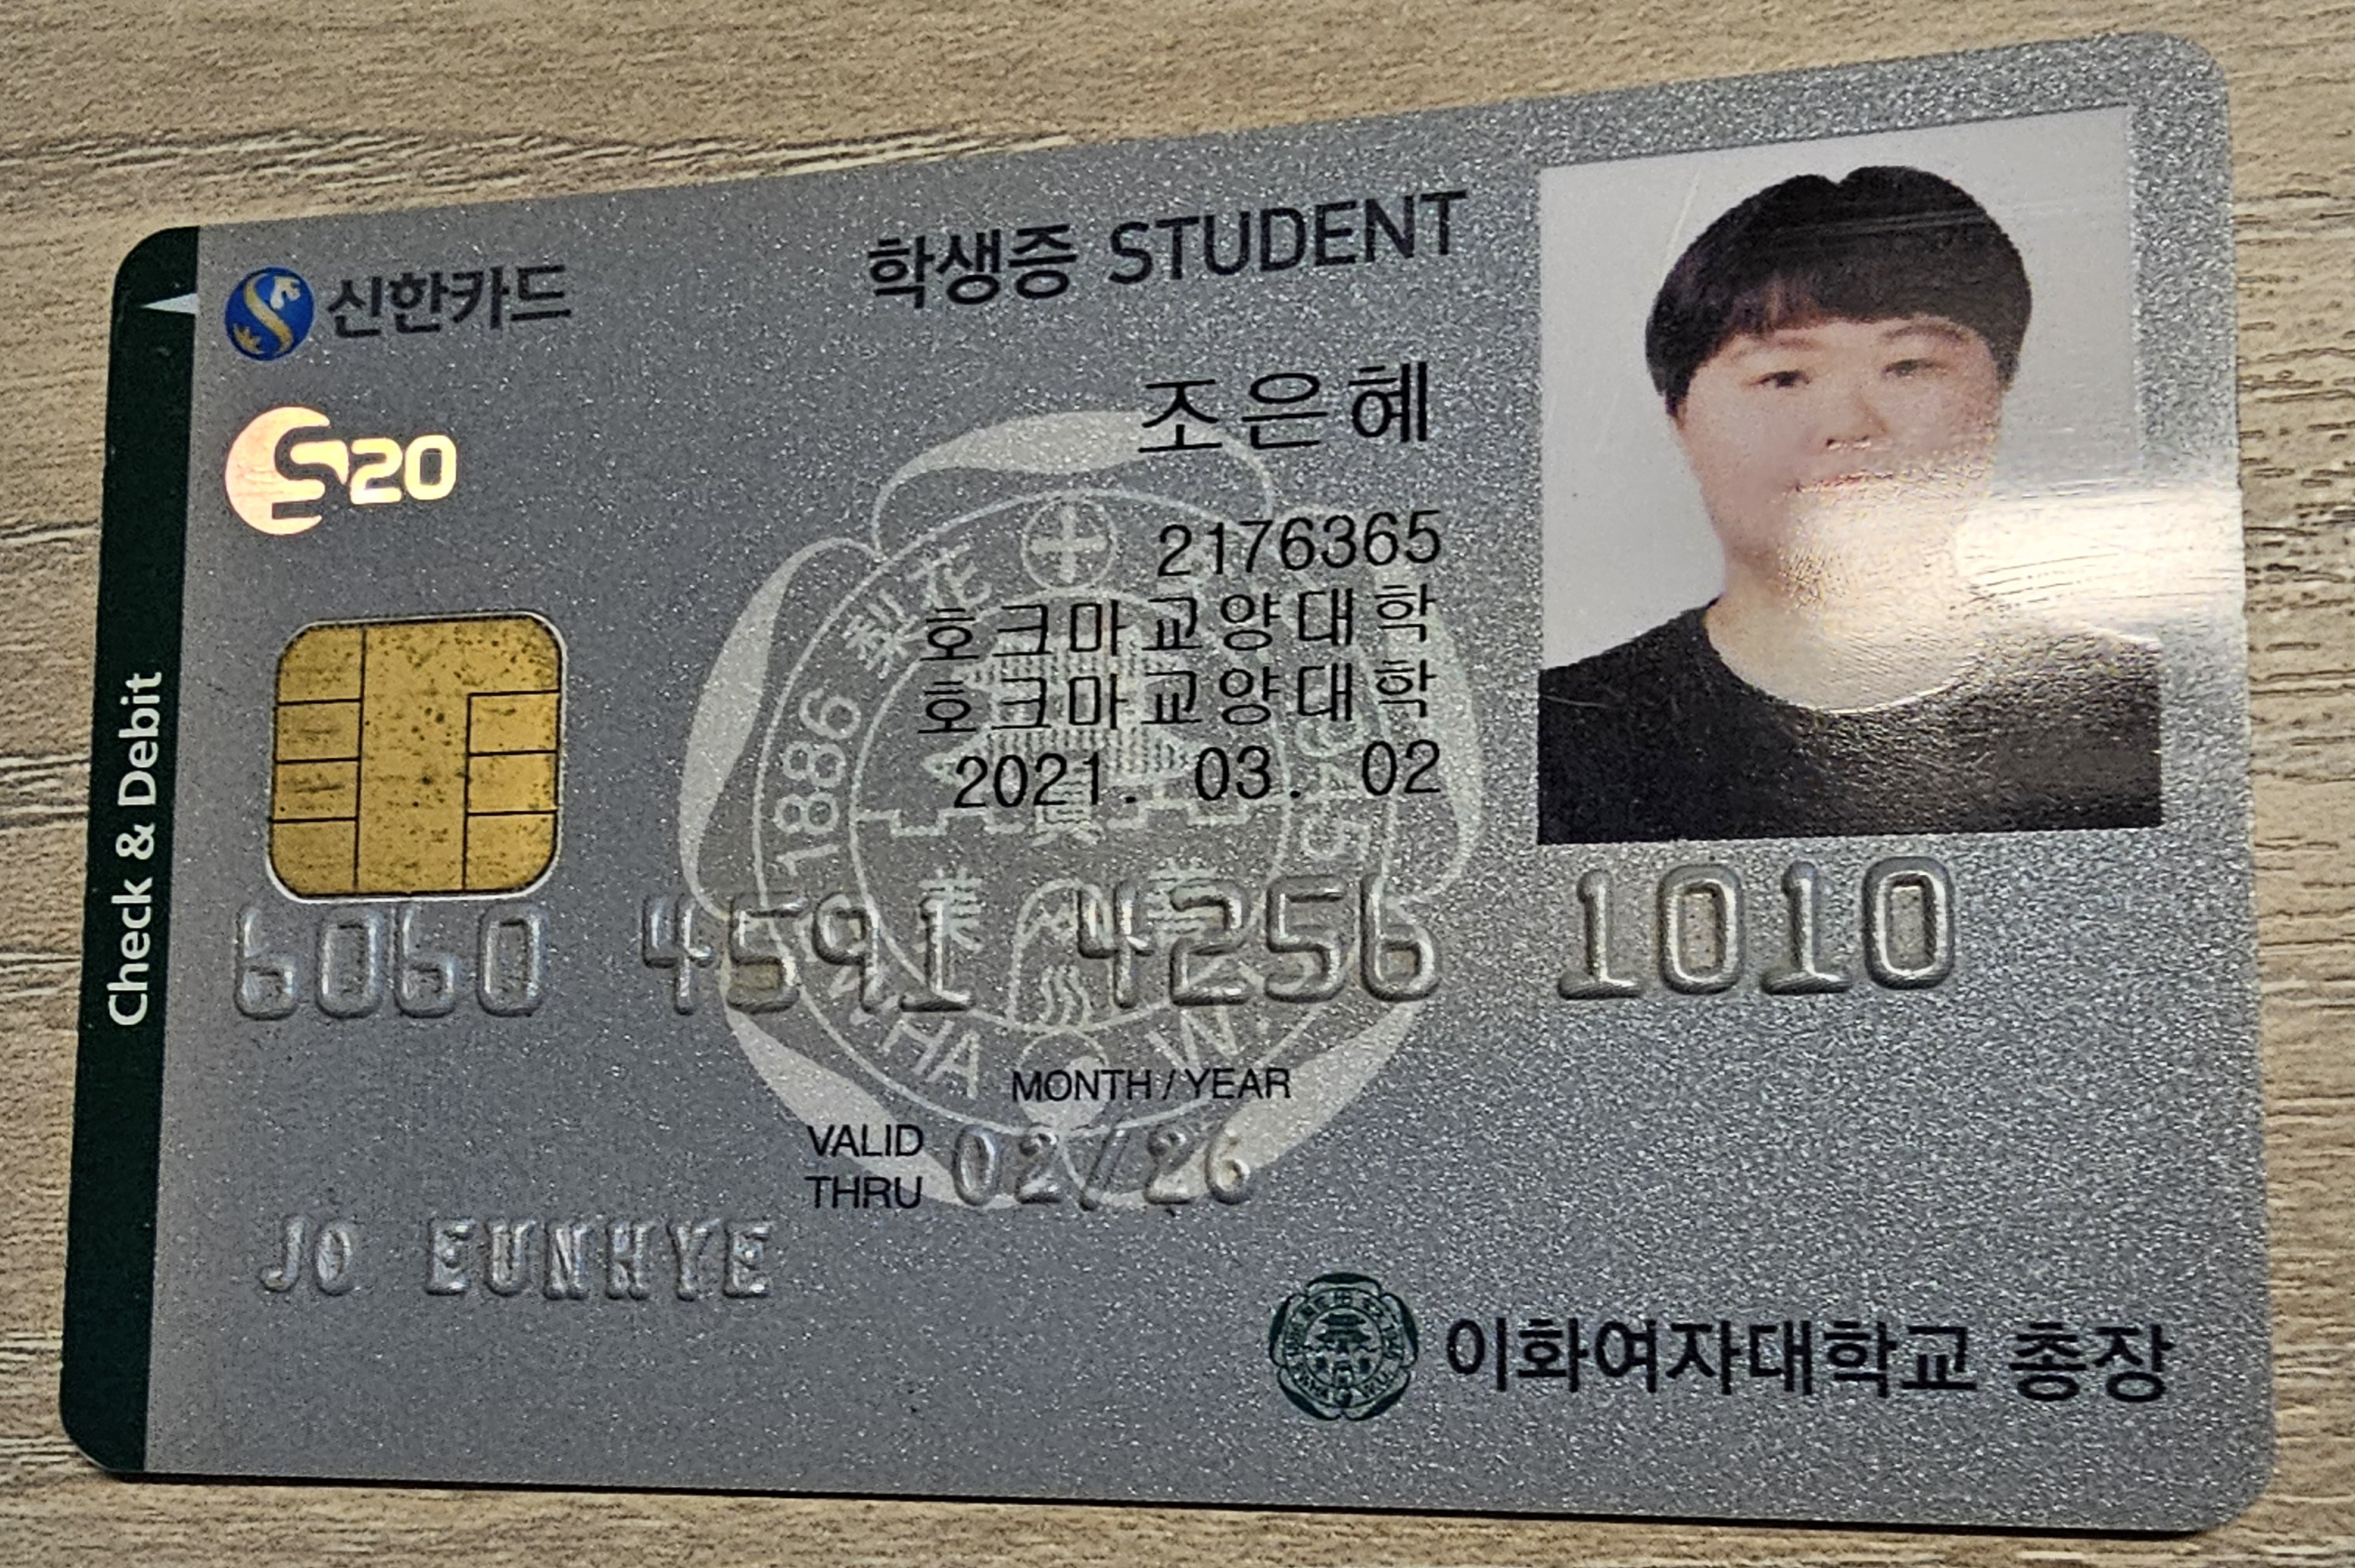 신한카드
학생증 STUDENT
S20
조은혜
2176365
호크마교양대학
호크마교양대학
2021. 03. 02
1886 梨花
眞
美
Check & Debit
6060 4591 4256 1010
MONTH / YEAR
VALID THRU 02/26
JO EUNHYE
이화여자대학교 총장